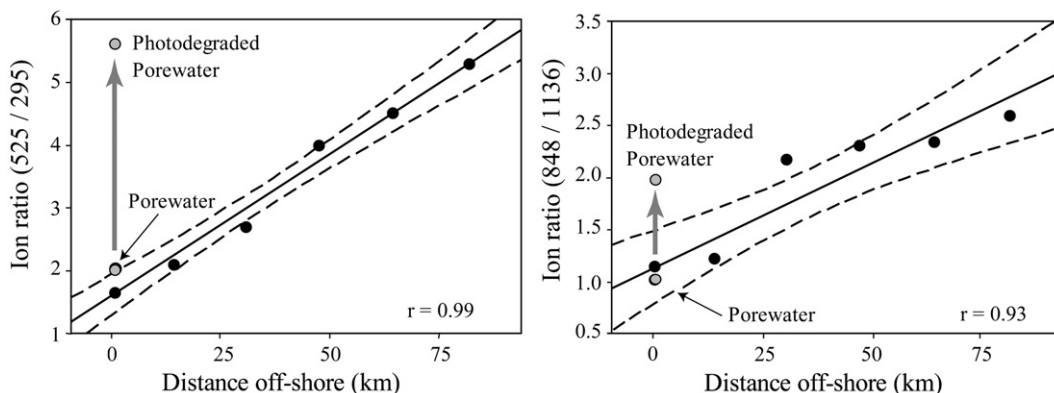 Ion ratio (525 / 295)
6
5
4
3
2
1
Photodegraded
Porewater
Porewater
r = 0.99
0
25
50
75
Distance off-shore (km)
Ion ratio (848 / 1136)
3.5
3.0
2.5
2.0
1.5
1.0
0.5
Photodegraded
Porewater
Porewater
r = 0.93
0
25
50
75
Distance off-shore (km)